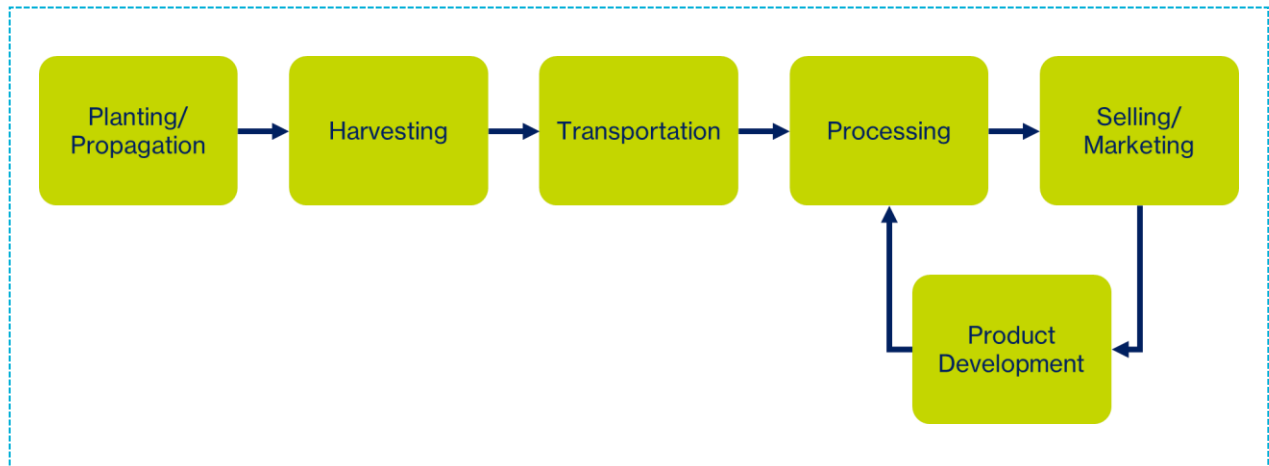 Planting/
Propagation
Harvesting
Transportation
Processing
Selling/
Marketing
Product
Development